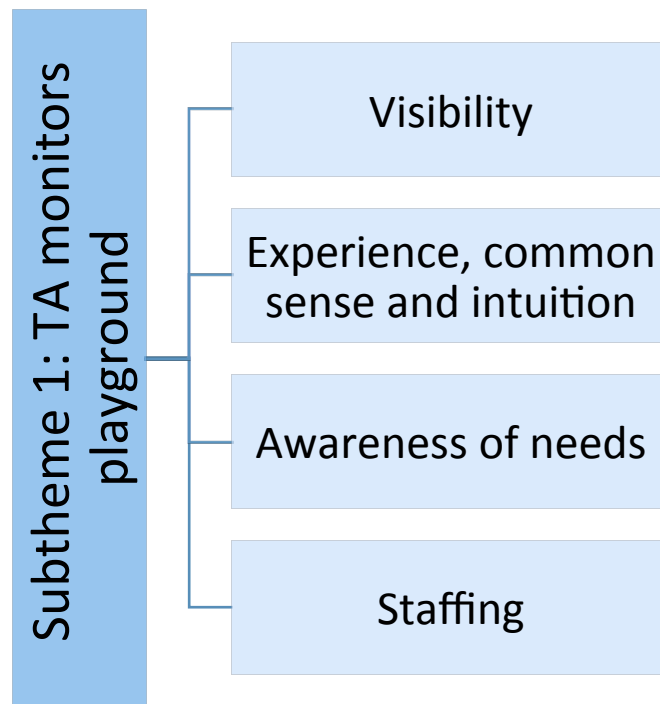 Subtheme 1: TA monitors
playground
Visibility
Experience, common
sense and intuition
Awareness of needs
Staffing